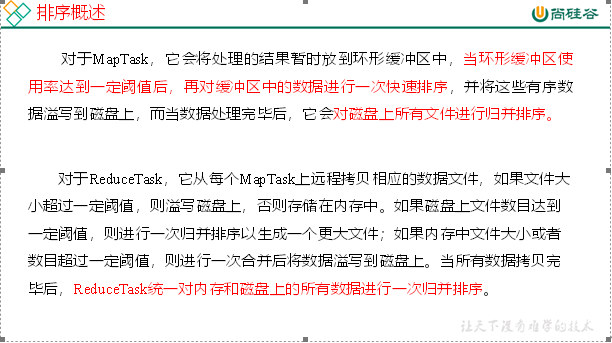 排序概述
尚硅谷
对于MapTask，它会将处理的结果暂时放到环形缓冲区中，当环形缓冲区使
用率达到一定阈值后，再对缓冲区中的数据进行一次快速排序，并将这些有序数
据溢写到磁盘上，而当数据处理完毕后，它会对磁盘上所有文件进行归并排序。
对于ReduceTask，它从每个MapTask上远程拷贝相应的数据文件，如果文件大
小超过一定阈值，则溢写磁盘上，否则存储在内存中。如果磁盘上文件数目达到
一定阈值，则进行一次归并排序以生成一个更大文件；如果内存中文件大小或者
数目超过一定阈值，则进行一次合并后将数据溢写到磁盘上。当所有数据拷贝完
毕后，ReduceTask统一对内存和磁盘上的所有数据进行一次归并排序。
让天下没有难学的技术